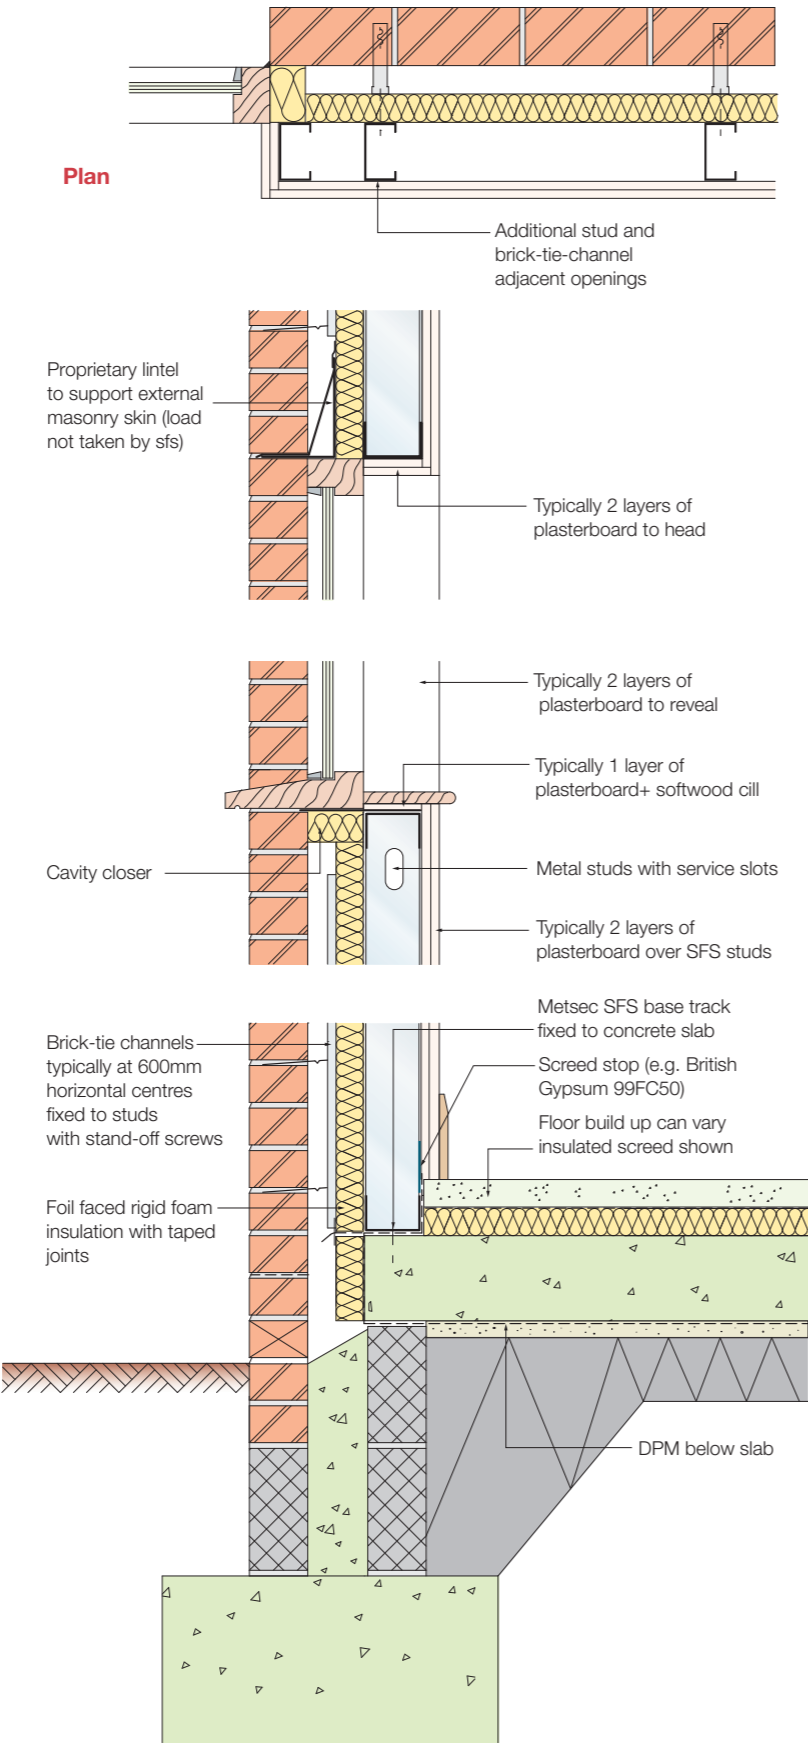 Plan
Additional stud and
brick-tie-channel
adjacent openings
Proprietary lintel
to support external
masonry skin (load
not taken by sfs)
Typically 2 layers of
plasterboard to head
Typically 2 layers of
plasterboard to reveal
Typically 1 layer of
plasterboard+ softwood cill
Cavity closer
Metal studs with service slots
Typically 2 layers of
plasterboard over SFS studs
Brick-tie channels
typically at 600mm
horizontal centres
fixed to studs
with stand-off screws
Metsec SFS base track
fixed to concrete slab
Screed stop (e.g. British
Gypsum 99FC50)
Floor build up can vary
insulated screed shown
Foil faced rigid foam
insulation with taped
joints
DPM below slab